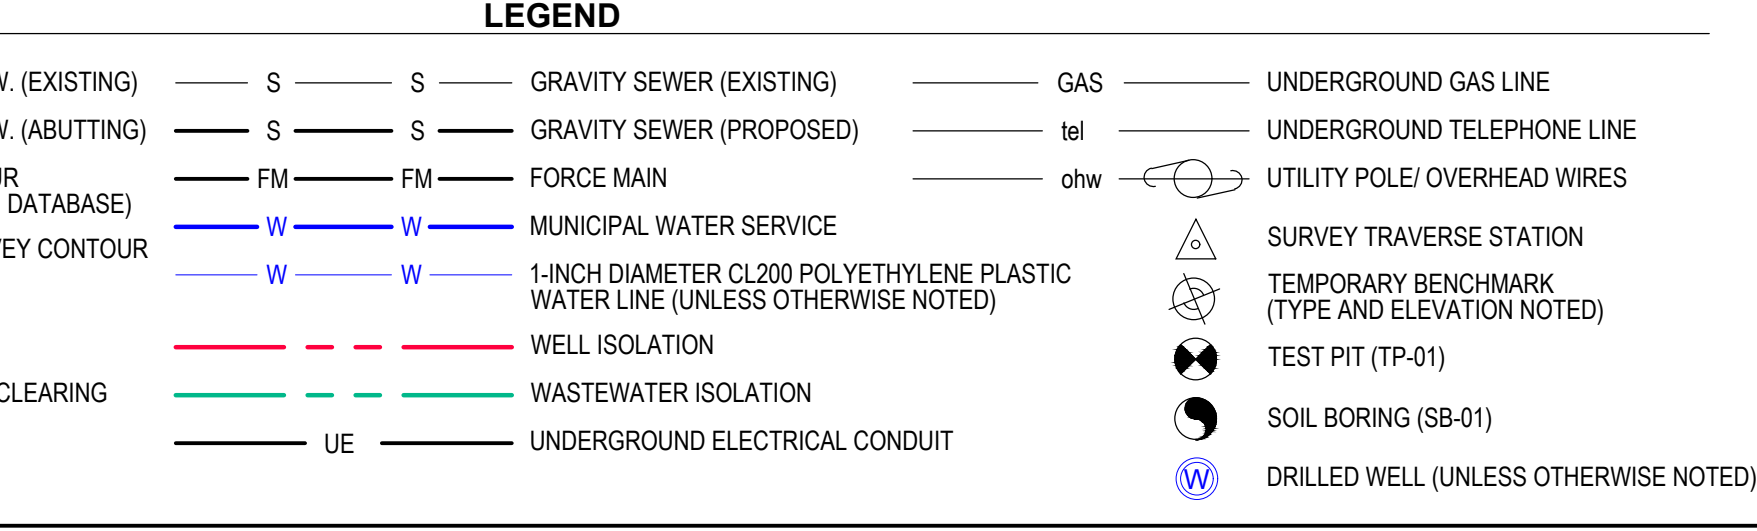 LEGEND
W. (EXISTING)
W. (ABUTTING)
UR
DATABASE)
VEY CONTOUR
CLEARING
S S GRAVITY SEWER (EXISTING)
S S GRAVITY SEWER (PROPOSED)
FM FM FORCE MAIN
W W MUNICIPAL WATER SERVICE
W W 1-INCH DIAMETER CL200 POLYETHYLENE PLASTIC
WATER LINE (UNLESS OTHERWISE NOTED)
WELL ISOLATION
WASTEWATER ISOLATION
UE UNDERGROUND ELECTRICAL CONDUIT
GAS UNDERGROUND GAS LINE
tel UNDERGROUND TELEPHONE LINE
ohw UTILITY POLE/ OVERHEAD WIRES
SURVEY TRAVERSE STATION
TEMPORARY BENCHMARK
(TYPE AND ELEVATION NOTED)
TEST PIT (TP-01)
SOIL BORING (SB-01)
W DRILLED WELL (UNLESS OTHERWISE NOTED)